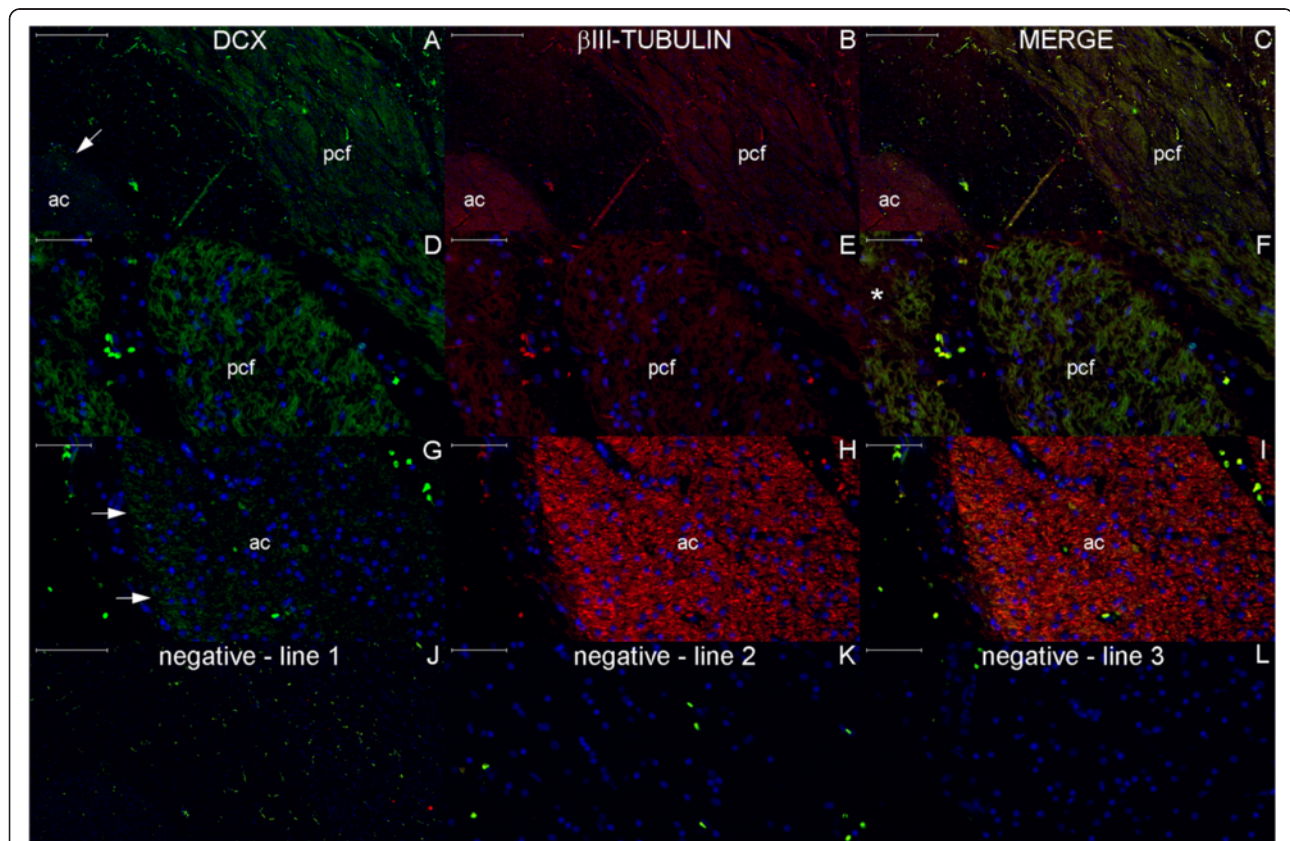 DCX A
βIII-TUBULIN B
MERGE C
pcf
ac
pcf
ac
pcf
ac
D
pcf
E
pcf
* F
pcf
G
ac
H
ac
I
ac
negative - line 1 J
negative - line 2 K
negative - line 3 L